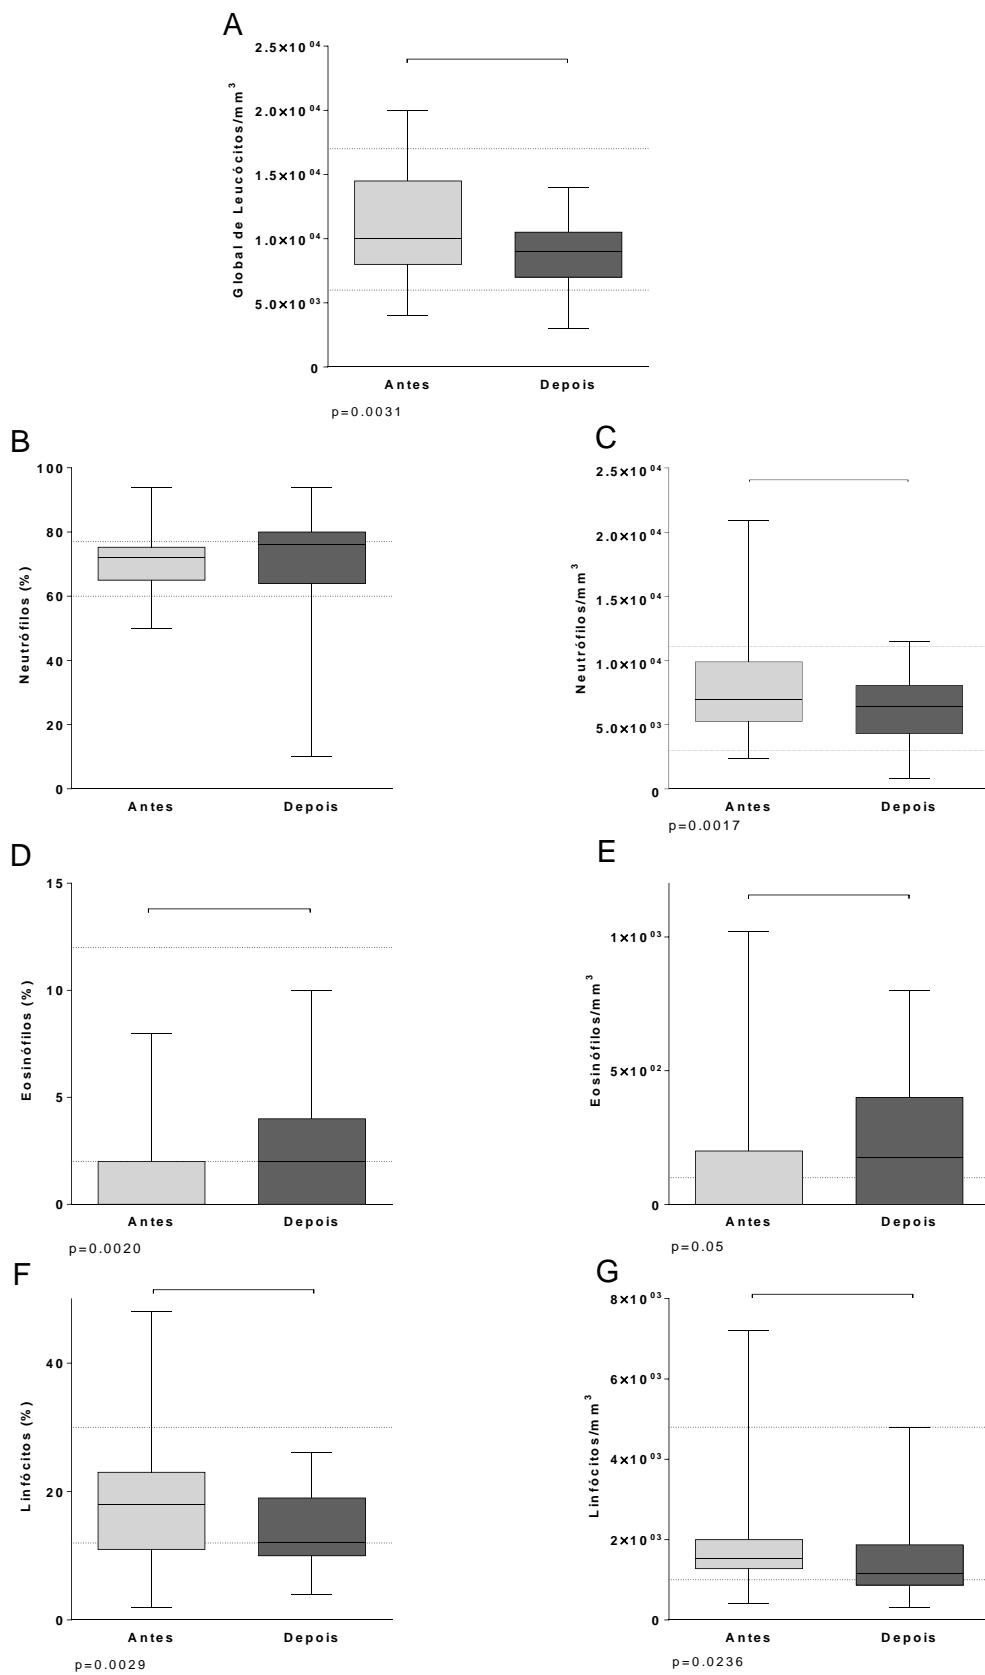 A
Global de Leucócitos/mm³
2.5×10⁰⁴
2.0×10⁰⁴
1.5×10⁰⁴
1.0×10⁰⁴
5.0×10⁰³
0
Antes Depois
p=0.0031
B
Neutrófilos (%)
100
80
60
40
20
0
Antes Depois
C
Neutrófilos/mm³
2.5×10⁰⁴
2.0×10⁰⁴
1.5×10⁰⁴
1.0×10⁰⁴
5.0×10⁰³
0
Antes Depois
p=0.0017
D
Eosinófilos (%)
15
10
5
0
Antes Depois
p=0.0020
E
Eosinófilos/mm³
1×10⁰³
5×10⁰²
0
Antes Depois
p=0.05
F
Linfócitos (%)
40
20
0
Antes Depois
p=0.0029
G
Linfócitos/mm³
8×10⁰³
6×10⁰³
4×10⁰³
2×10⁰³
0
Antes Depois
p=0.0236